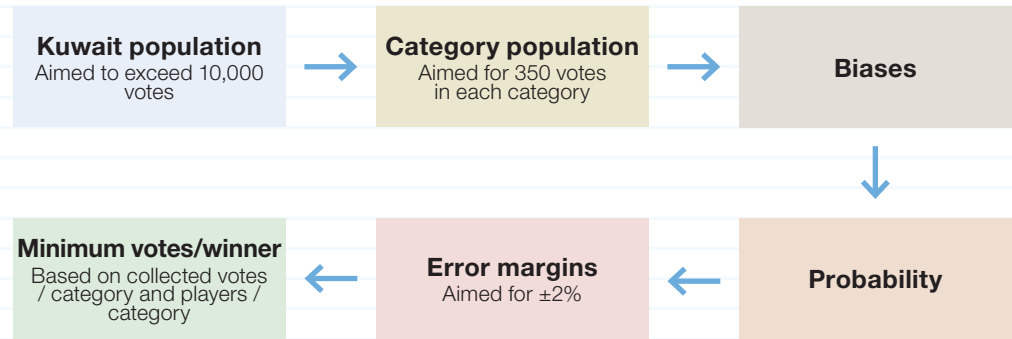 Kuwait population
Aimed to exceed 10,000
votes
Category population
Aimed for 350 votes
in each category
Biases
Probability
Error margins
Aimed for ±2%
Minimum votes/winner
Based on collected votes
/ category and players /
category